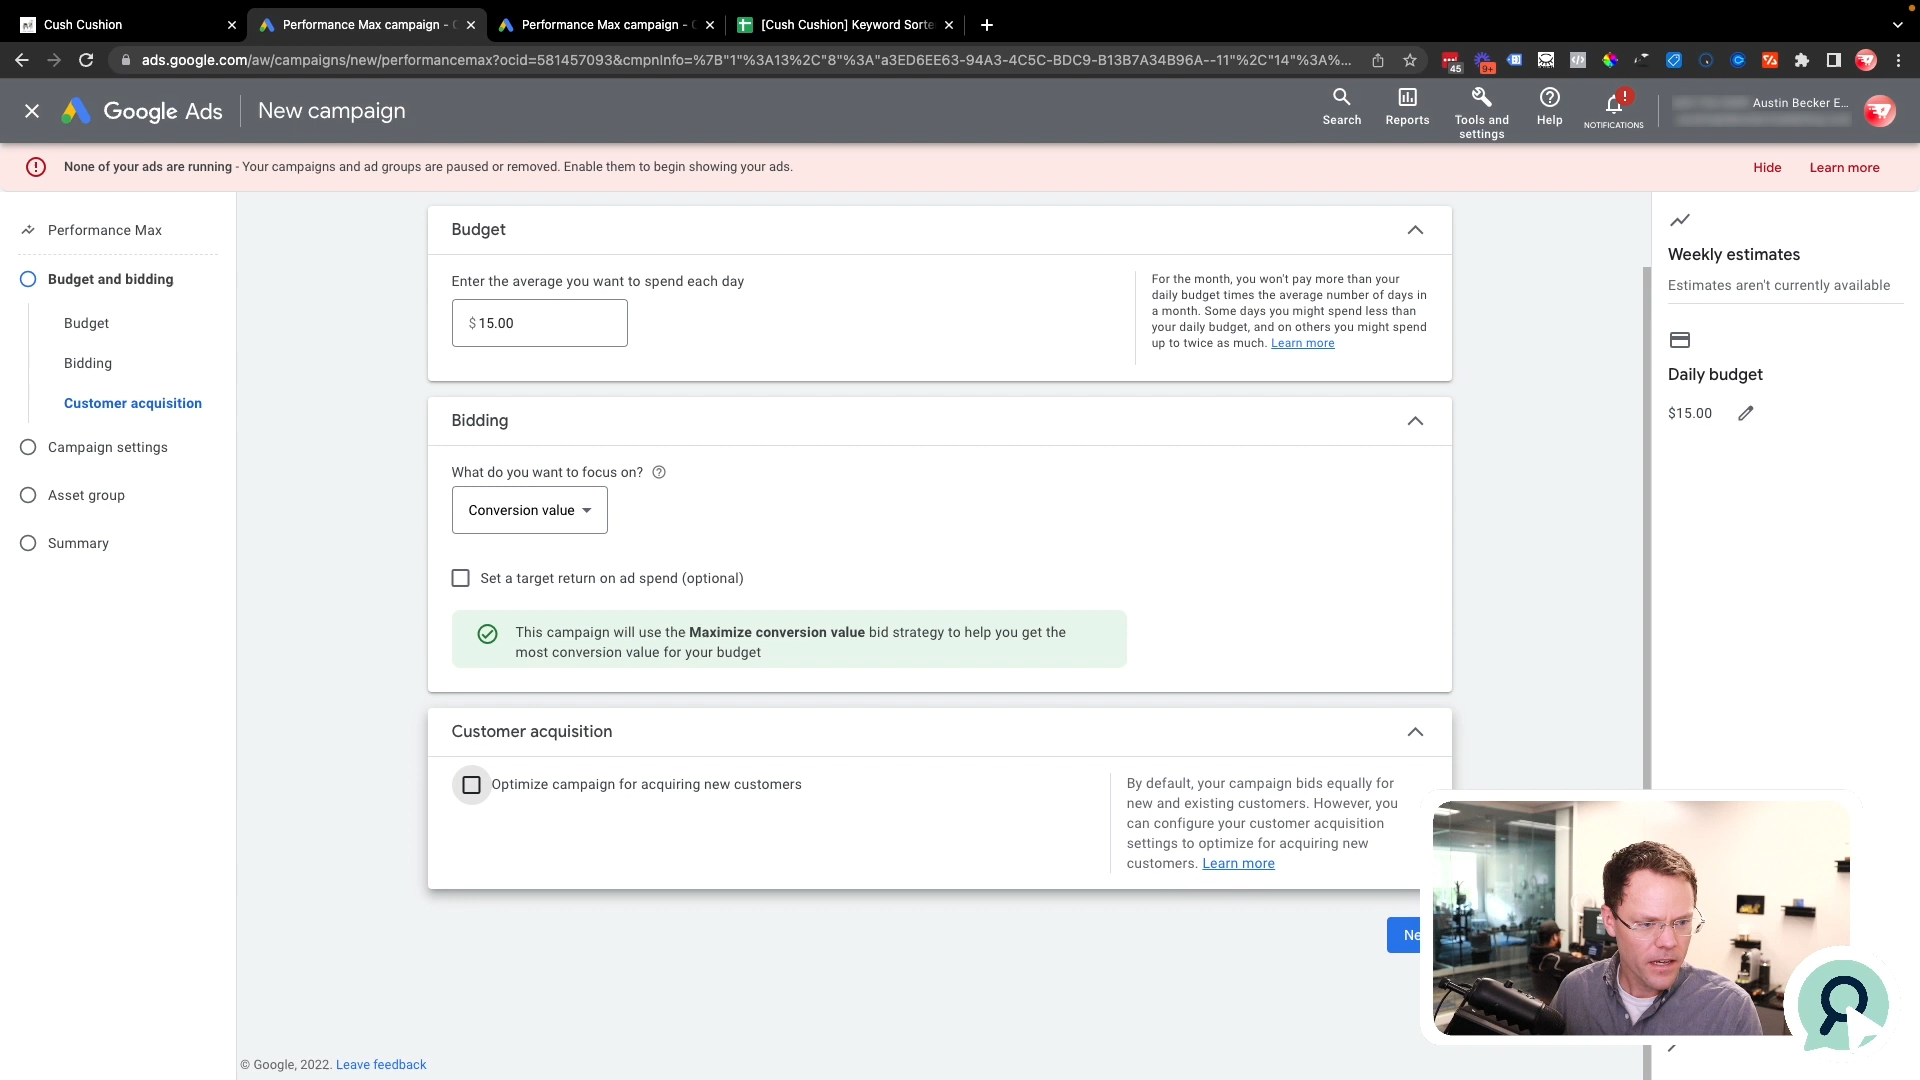 Cush Cushion
Performance Max campaign -
Performance Max campaign -
[Cush Cushion] Keyword Sorte
ads.google.com/aw/campaigns/new/performancemax?ocid=581457093&cmpnInfo=%7B"1"%3A13%2C"8"%3A"a3ED6EE63-94A3-4C5C-BDC9-B13B7A34B96A--11"%2C"14"%3A%...
45
9+
Google Ads
New campaign
Search
Reports
Tools and
settings
Help
NOTIFICATIONS
Austin Becker E...
None of your ads are running - Your campaigns and ad groups are paused or removed. Enable them to begin showing your ads.
Hide
Learn more
Performance Max
Budget and bidding
Budget
Bidding
Customer acquisition
Campaign settings
Asset group
Summary
Budget
Enter the average you want to spend each day
$ 15.00
For the month, you won't pay more than your
daily budget times the average number of days in
a month. Some days you might spend less than
your daily budget, and on others you might spend
up to twice as much. Learn more
Bidding
What do you want to focus on?
Conversion value
Set a target return on ad spend (optional)
This campaign will use the Maximize conversion value bid strategy to help you get the
most conversion value for your budget
Customer acquisition
Optimize campaign for acquiring new customers
By default, your campaign bids equally for
new and existing customers. However, you
can configure your customer acquisition
settings to optimize for acquiring new
customers. Learn more
Ne
Weekly estimates
Estimates aren't currently available
Daily budget
$15.00
© Google, 2022. Leave feedback